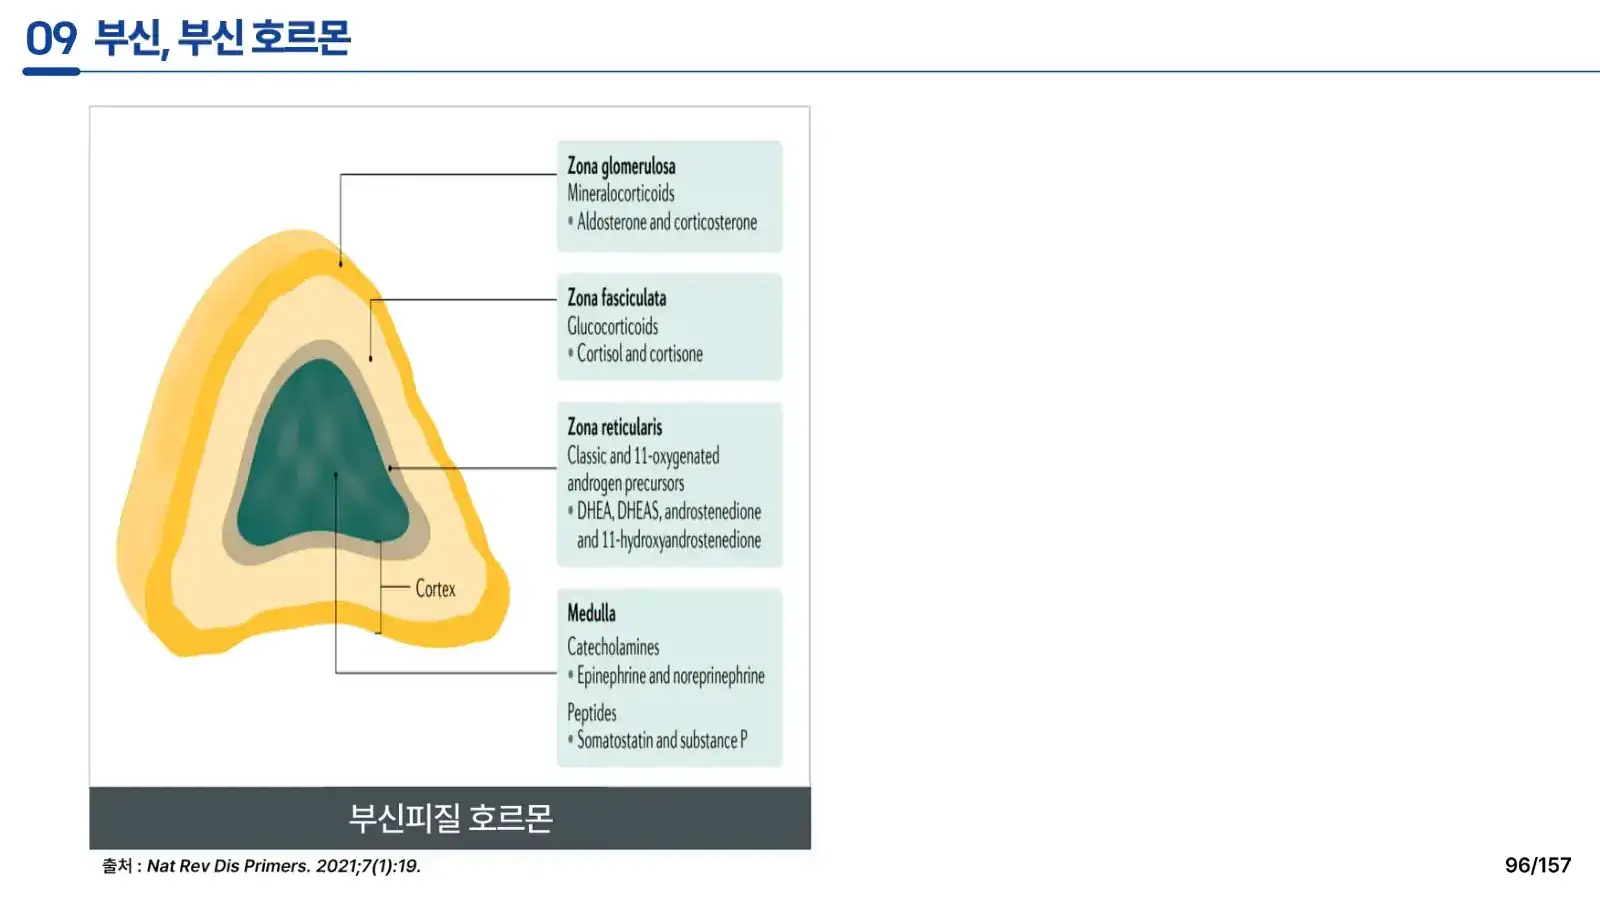 09 부신, 부신 호르몬
Zona glomerulosa
Mineralocorticoids
• Aldosterone and corticosterone
Zona fasciculata
Glucocorticoids
• Cortisol and cortisone
Zona reticularis
Classic and 11-oxygenated
androgen precursors
• DHEA, DHEAS, androstenedione
and 11-hydroxyandrostenedione
Cortex
Medulla
Catecholamines
• Epinephrine and noreprinephrine
Peptides
• Somatostatin and substance P
부신피질 호르몬
출처 : Nat Rev Dis Primers. 2021;7(1):19.
96/157